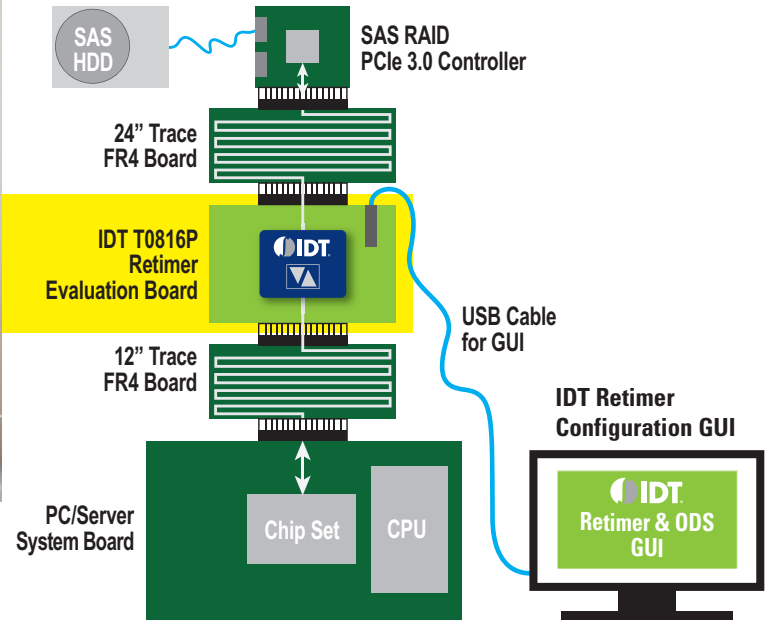 SAS
HDD
SAS RAID
PCIe 3.0 Controller
24” Trace
FR4 Board
IDT T0816P
Retimer
Evaluation Board
IDT
USB Cable
for GUI
12” Trace
FR4 Board
IDT Retimer
Configuration GUI
IDT
Retimer & ODS
GUI
PC/Server
System Board
Chip Set
CPU